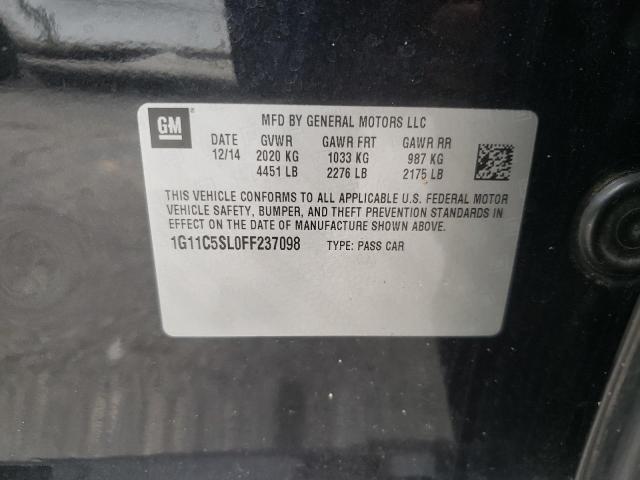 GM ®
MFD BY GENERAL MOTORS LLC
DATE GVWR GAWR FRT GAWR RR
12/14 2020 KG 1033 KG 987 KG
4451 LB 2276 LB 2175 LB
THIS VEHICLE CONFORMS TO ALL APPLICABLE U.S. FEDERAL MOTOR
VEHICLE SAFETY, BUMPER, AND THEFT PREVENTION STANDARDS IN
EFFECT ON THE DATE OF MANUFACTURE SHOWN ABOVE.
1G11C5SL0FF237098 TYPE: PASS CAR